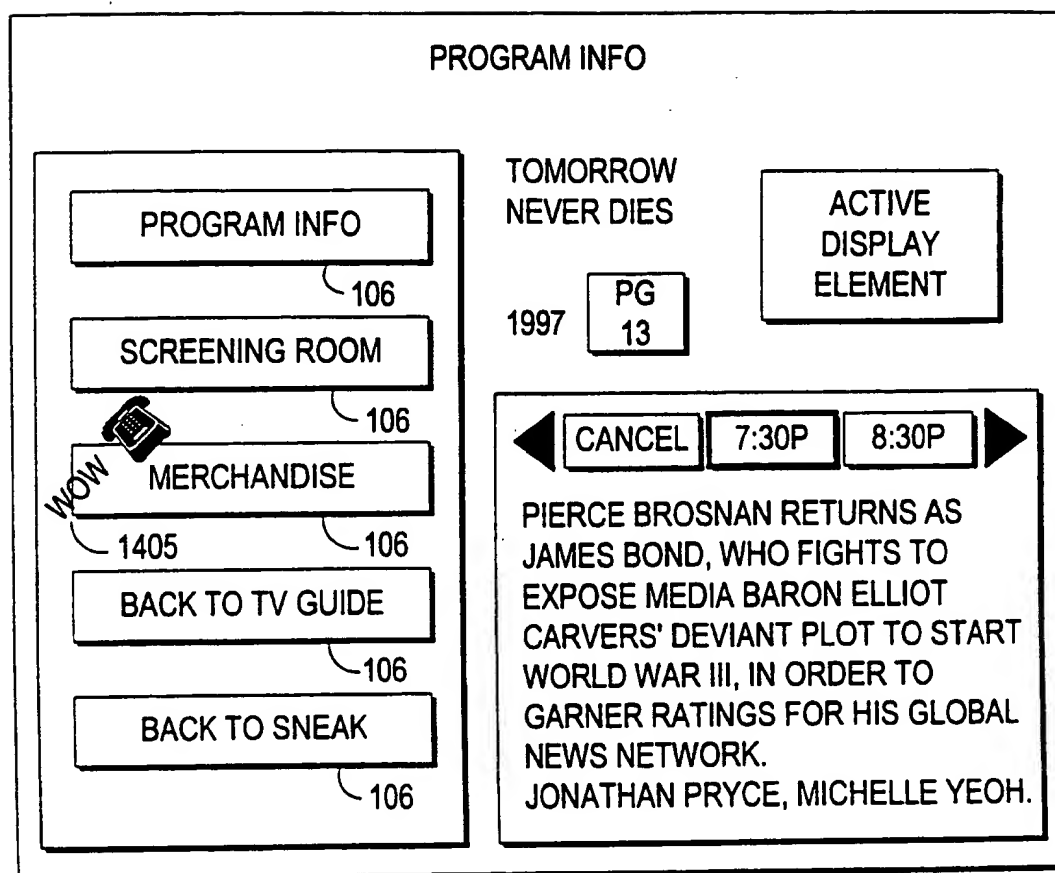 PROGRAM INFO
PROGRAM INFO
106
SCREENING ROOM
106
WOW
MERCHANDISE
1405
106
BACK TO TV GUIDE
106
BACK TO SNEAK
106
TOMORROW
NEVER DIES
1997
PG
13
ACTIVE
DISPLAY
ELEMENT
CANCEL 7:30P 8:30P
PIERCE BROSNAN RETURNS AS
JAMES BOND, WHO FIGHTS TO
EXPOSE MEDIA BARON ELLIOT
CARVERS' DEVIANT PLOT TO START
WORLD WAR III, IN ORDER TO
GARNER RATINGS FOR HIS GLOBAL
NEWS NETWORK.
JONATHAN PRYCE, MICHELLE YEOH.